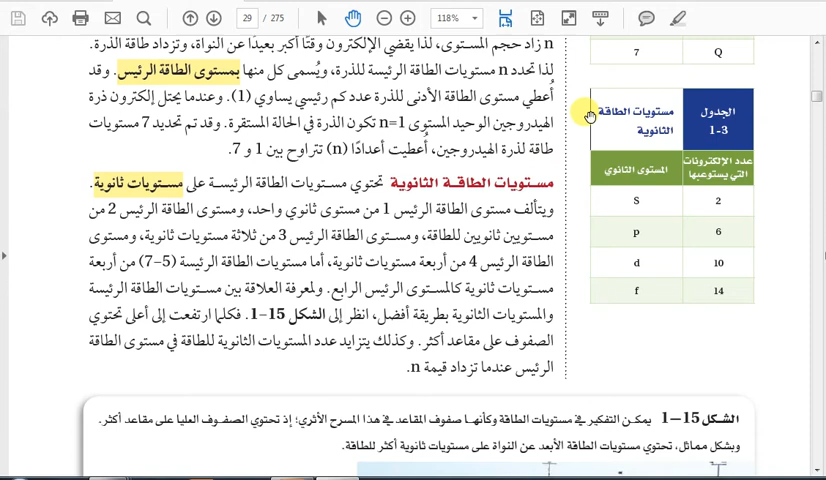 29 / 275
118%
n زاد حجم المستوى، لذا يقضي الإلكترون وقتًا أكبر بعيدًا عن النواة، وتزداد طاقة الذرة.
لذا تحدد n مستويات الطاقة الرئيسة للذرة، ويُسمى كل منها بمستوى الطاقة الرئيس. وقد
أُعطي مستوى الطاقة الأدنى للذرة عدد كم رئيسي يساوي (1). وعندما يحتل إلكترون ذرة
الهيدروجين الوحيد المستوى n=1 تكون الذرة في الحالة المستقرة. وقد تم تحديد 7 مستويات
طاقة لذرة الهيدروجين، أُعطيت أعدادًا (n) تتراوح بين 1 و 7.
مستويات الطاقة الثانوية تحتوي مستويات الطاقة الرئيسة على مستويات ثانوية.
ويتألف مستوى الطاقة الرئيس 1 من مستوى ثانوي واحد، ومستوى الطاقة الرئيس 2 من
مستويين ثانويين للطاقة، ومستوى الطاقة الرئيس 3 من ثلاثة مستويات ثانوية، ومستوى
الطاقة الرئيس 4 من أربعة مستويات ثانوية، أما مستويات الطاقة الرئيسة (5-7) من أربعة
مستويات ثانوية كالمستوى الرئيس الرابع. ولمعرفة العلاقة بين مستويات الطاقة الرئيسة
والمستويات الثانوية بطريقة أفضل، انظر إلى الشكل 15-1. فكلما ارتفعت إلى أعلى تحتوي
الصفوف على مقاعد أكثر. وكذلك يتزايد عدد المستويات الثانوية للطاقة في مستوى الطاقة
الرئيس عندما تزداد قيمة n.
7 Q
الجدول 1-3
مستويات الطاقة
الثانوية
عدد الإلكترونات التي يستوعبها
المستوى الثانوي
2 S
6 p
10 d
14 f
الشكل 15-1 يمكن التفكير في مستويات الطاقة وكأنها صفوف المقاعد في هذا المسرح الأثري؛ إذ تحتوي الصفوف العليا على مقاعد أكثر.
وبشكل مماثل، تحتوي مستويات الطاقة الأبعد عن النواة على مستويات ثانوية أكثر للطاقة.